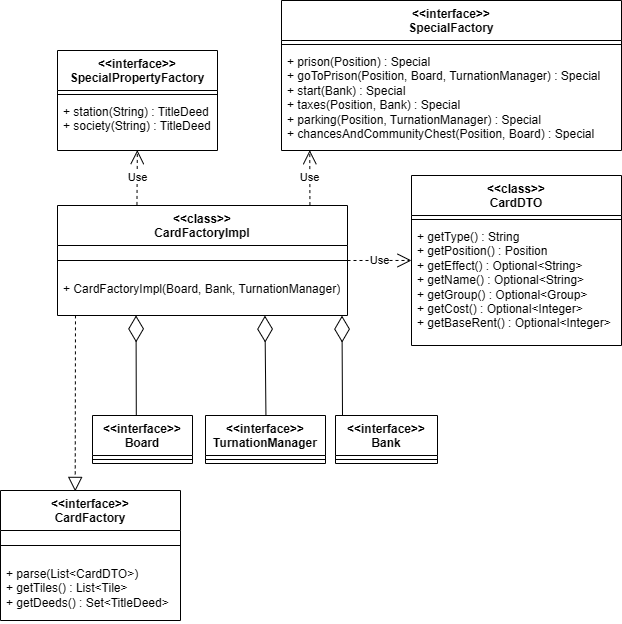 <<interface>>
SpecialFactory
+ prison(Position) : Special
+ goToPrison(Position, Board, TurnationManager) : Special
+ start(Bank) : Special
+ taxes(Position, Bank) : Special
+ parking(Position, TurnationManager) : Special
+ chancesAndCommunityChest(Position, Board) : Special
<<interface>>
SpecialPropertyFactory
+ station(String) : TitleDeed
+ society(String) : TitleDeed
Use
Use
<<class>>
CardFactoryImpl
+ CardFactoryImpl(Board, Bank, TurnationManager)
Use
<<class>>
CardDTO
+ getType() : String
+ getPosition() : Position
+ getEffect() : Optional<String>
+ getName() : Optional<String>
+ getGroup() : Optional<Group>
+ getCost() : Optional<Integer>
+ getBaseRent() : Optional<Integer>
<<interface>>
Board
<<interface>>
TurnationManager
<<interface>>
Bank
<<interface>>
CardFactory
+ parse(List<CardDTO>)
+ getTiles() : List<Tile>
+ getDeeds() : Set<TitleDeed>